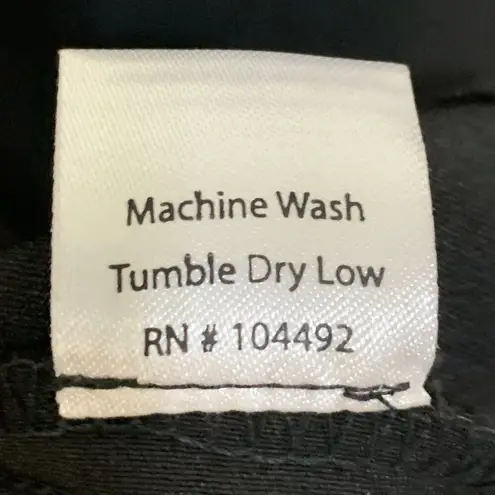 Machine Wash
Tumble Dry Low
RN # 104492